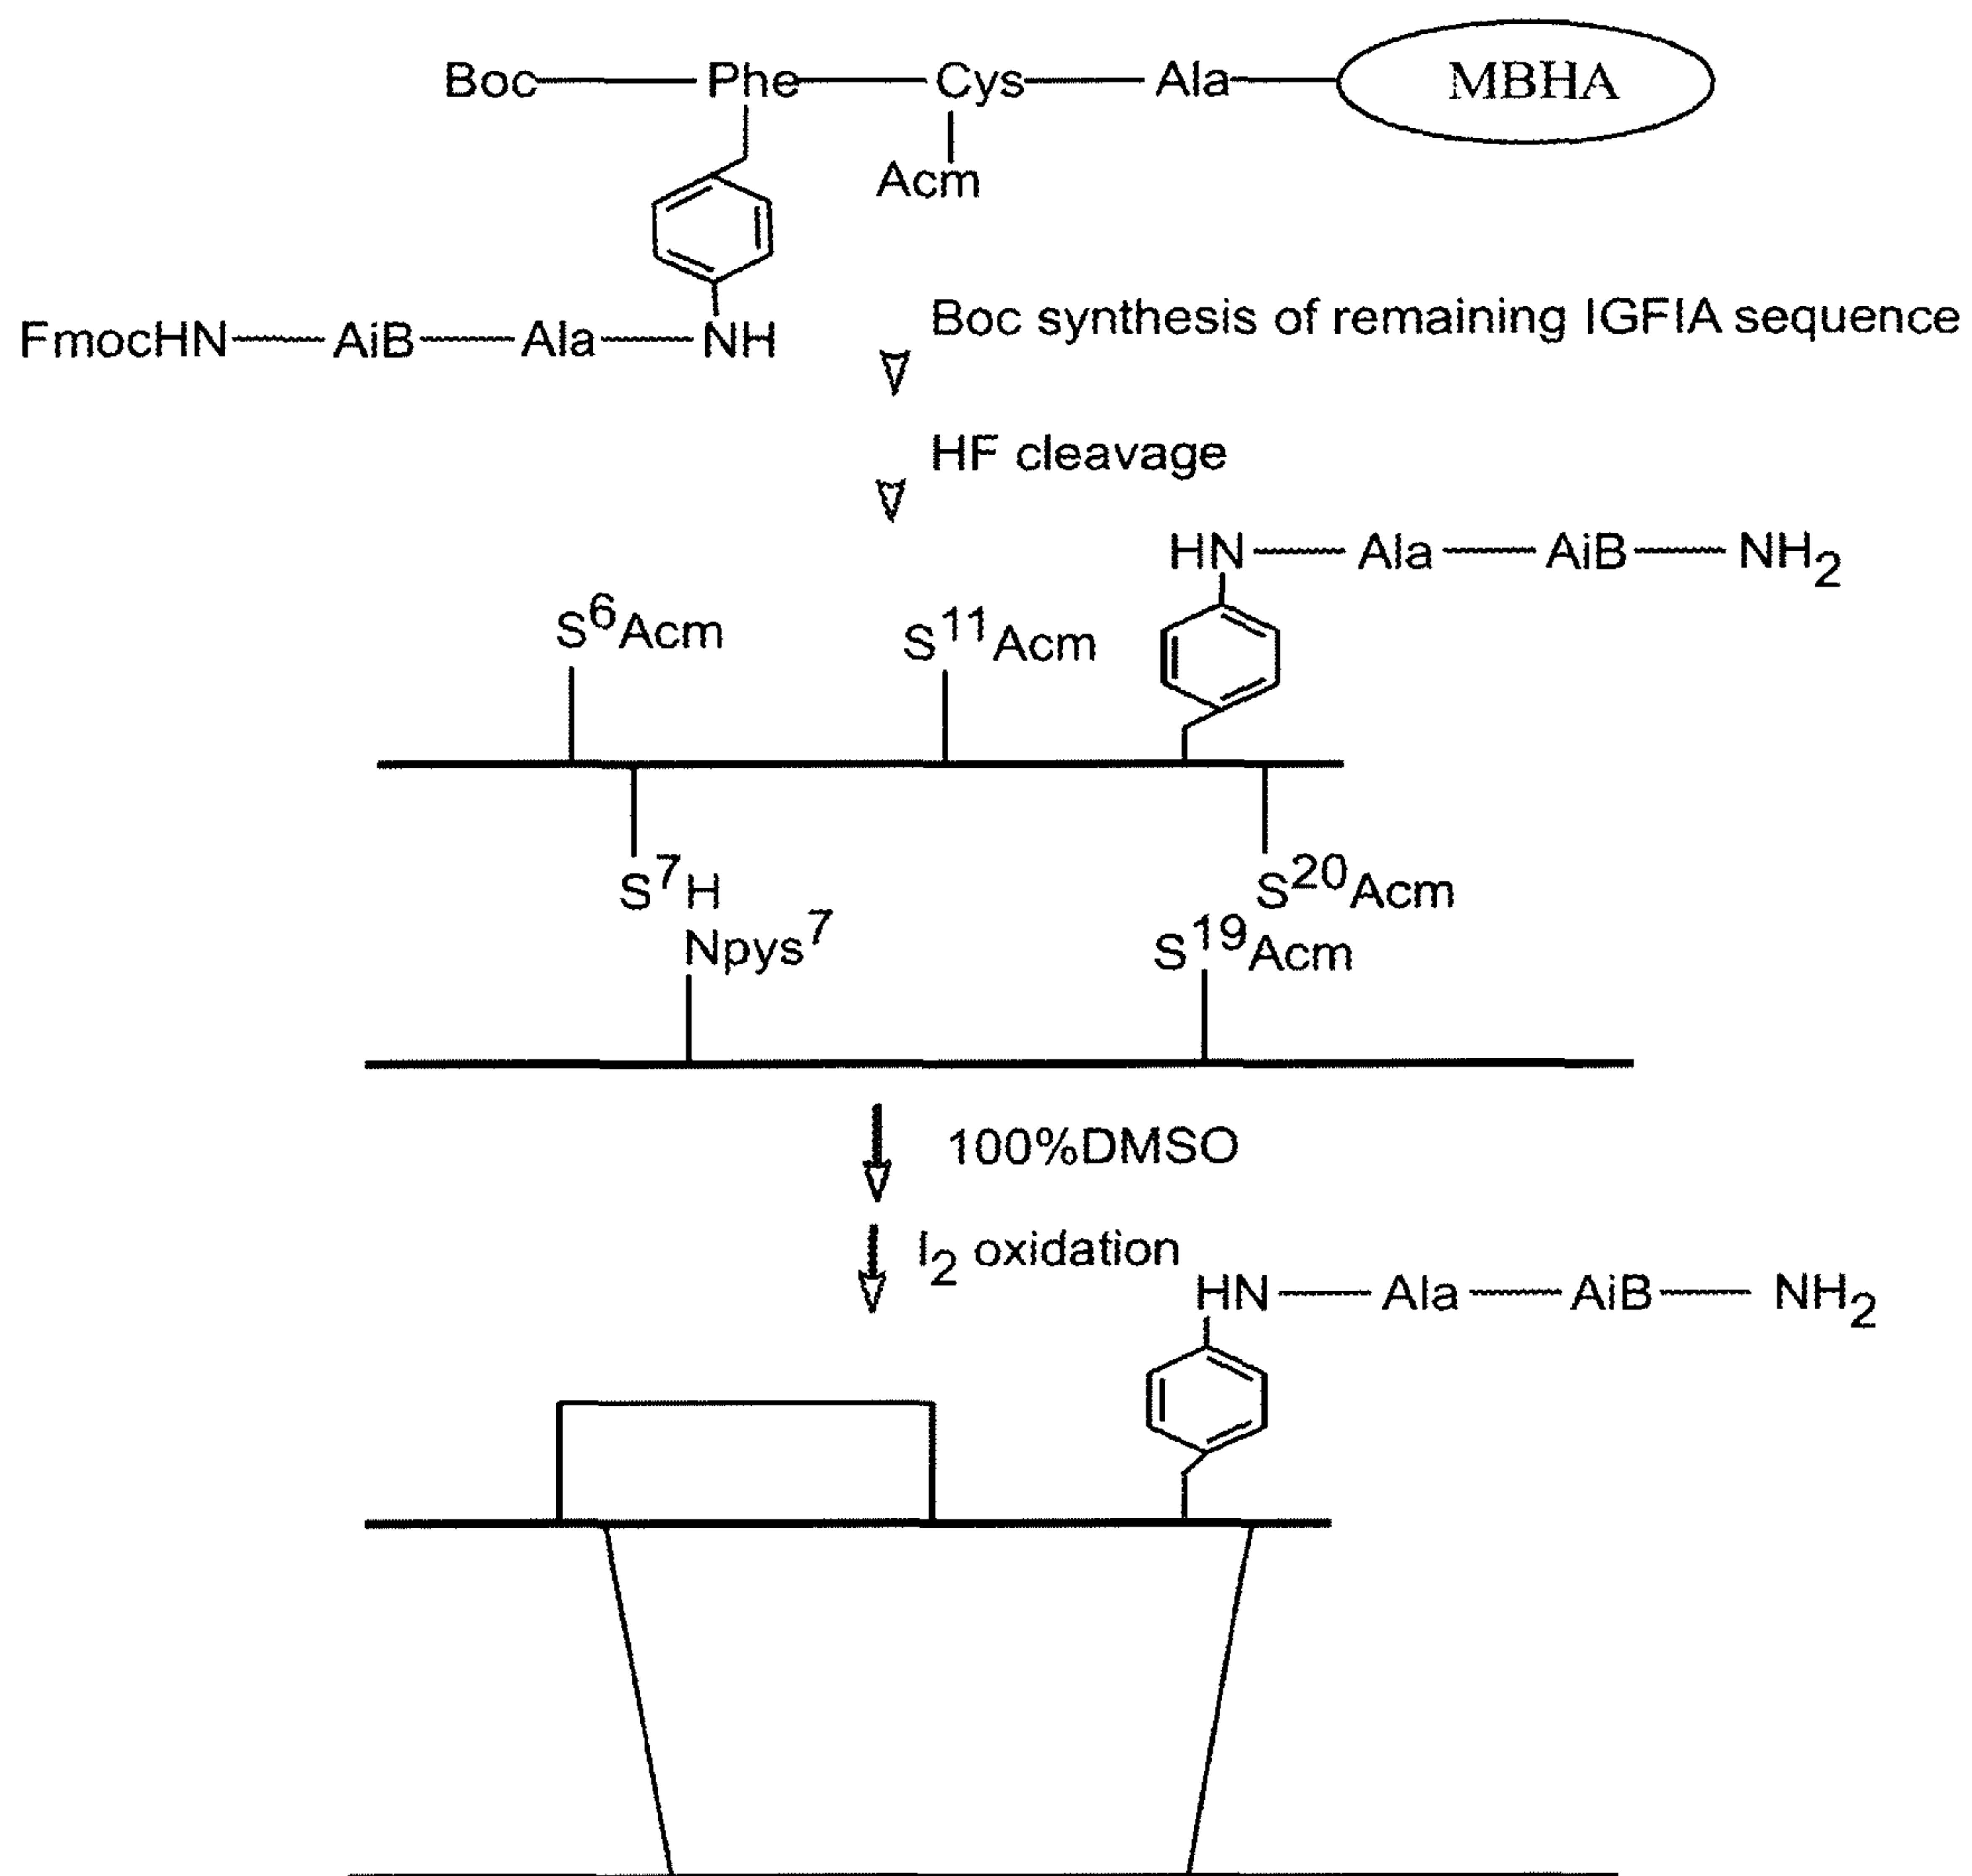 Boc Phe Cys Ala MBHA
Acm
FmocHN AiB Ala NH
Boc synthesis of remaining IGFIA sequence
HF cleavage
HN Ala AiB NH2
S6Acm S11Acm
S7H S20Acm
Npys7 S19Acm
100%DMSO
I2 oxidation
HN Ala AiB NH2